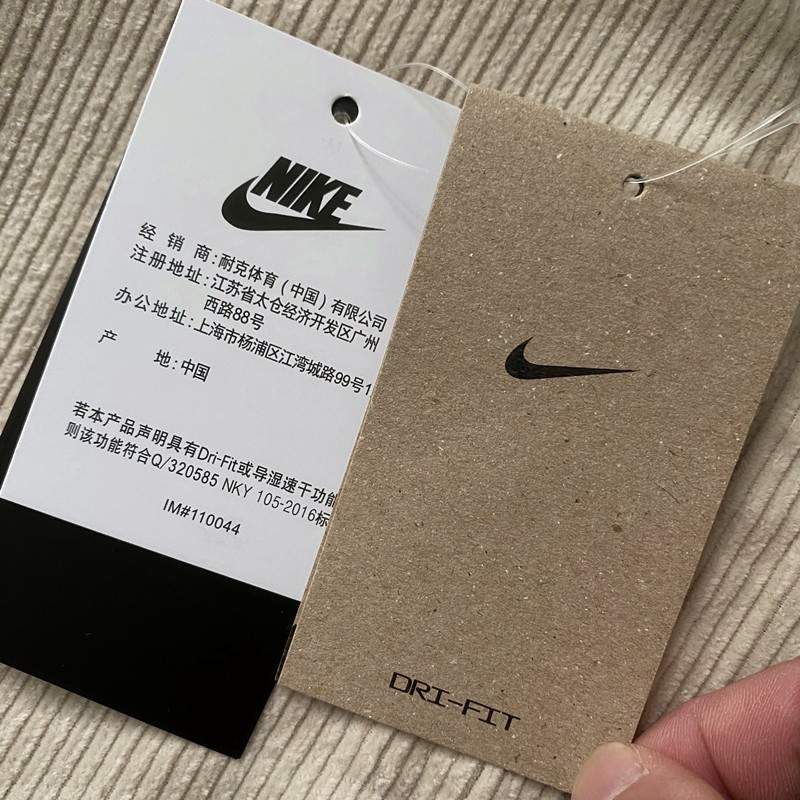 NIKE
经 销 商:耐克体育（中国）有限公司
注册地址:江苏省太仓经济开发区广州
西路88号
办公地址:上海市杨浦区江湾城路99号1
产 地:中国
若本产品声明具有Dri-Fit或导湿速干功能
则该功能符合Q/320585 NKY 105-2016标
IM#110044
DRI-FIT